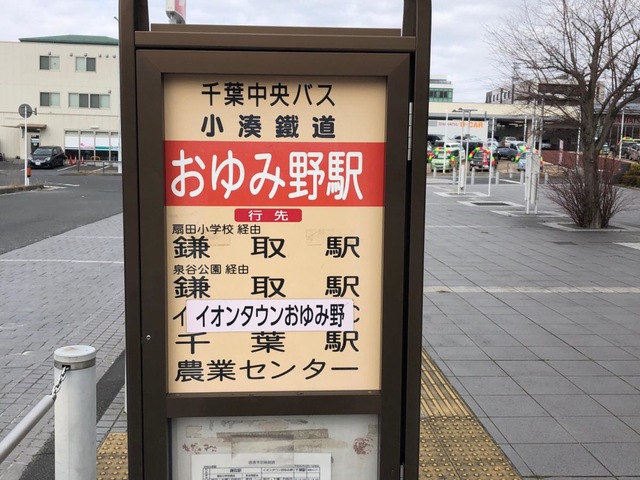 千葉中央バス
小湊鐵道
おゆみ野駅
行先
扇田小学校 経由
鎌取駅
泉谷公園 経由
鎌取駅
イオンタウンおゆみ野
千葉駅
農業センター